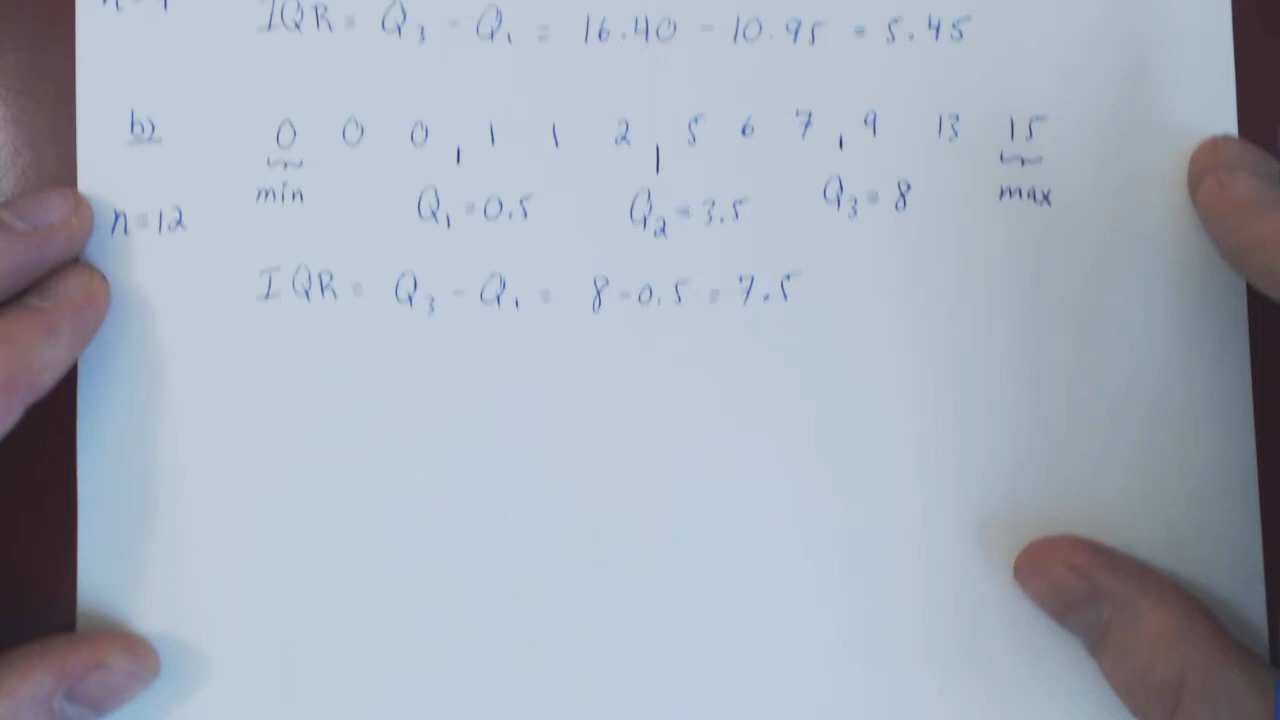 IQR = Q3 - Q1 = 16.40 - 10.95 = 5.45
b) 0 0 0 , 1 1 2 , 5 6 7 , 9 13 15
min Q1 = 0.5 Q2 = 3.5 Q3 = 8 max
n=12
IQR = Q3 - Q1 = 8 - 0.5 = 7.5